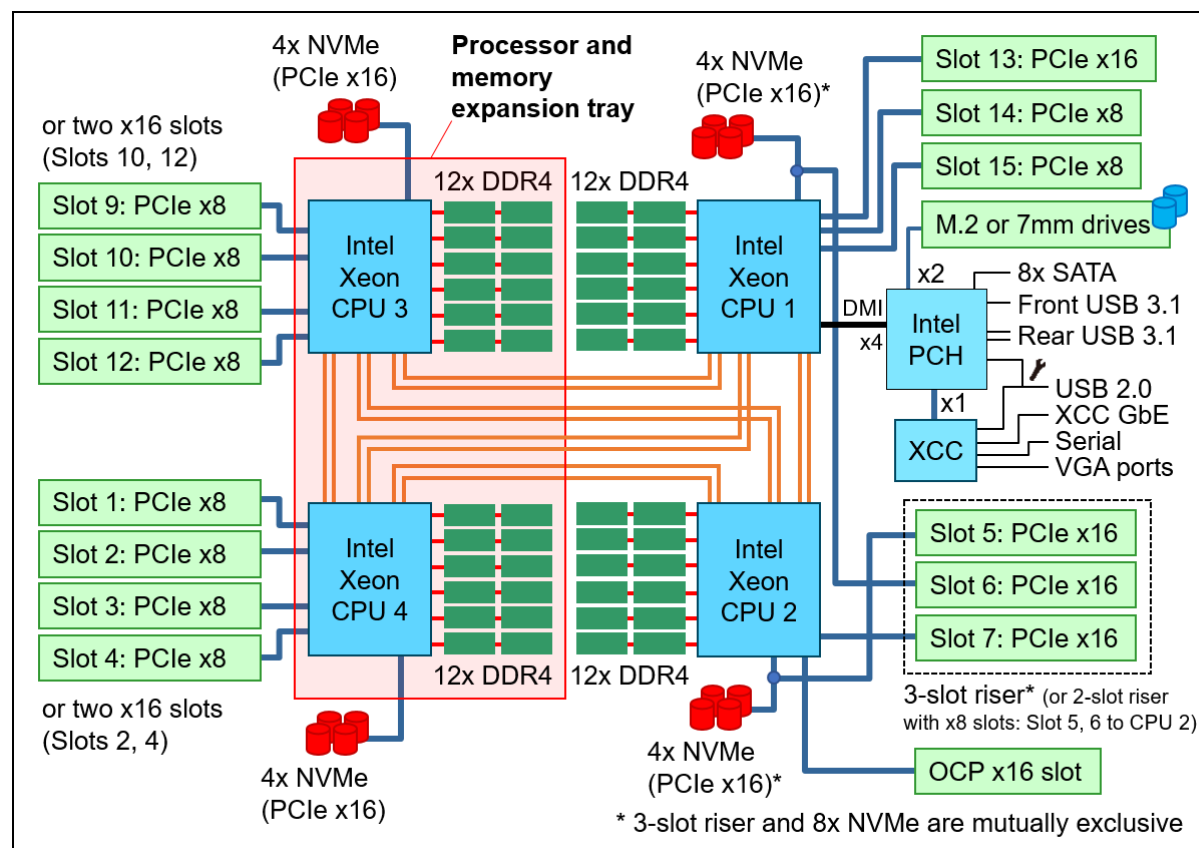 4x NVMe
(PCIe x16)
Processor and
memory
expansion tray
4x NVMe
(PCIe x16)*
Slot 13: PCIe x16
Slot 14: PCIe x8
Slot 15: PCIe x8
M.2 or 7mm drives
or two x16 slots
(Slots 10, 12)
Slot 9: PCIe x8
Slot 10: PCIe x8
Slot 11: PCIe x8
Slot 12: PCIe x8
12x DDR4
12x DDR4
Intel
Xeon
CPU 3
Intel
Xeon
CPU 1
DMI
x4
x2
Intel
PCH
8x SATA
Front USB 3.1
Rear USB 3.1
x1
USB 2.0
XCC GbE
Serial
VGA ports
XCC
Slot 1: PCIe x8
Slot 2: PCIe x8
Slot 3: PCIe x8
Slot 4: PCIe x8
or two x16 slots
(Slots 2, 4)
Intel
Xeon
CPU 4
Intel
Xeon
CPU 2
12x DDR4
12x DDR4
4x NVMe
(PCIe x16)
4x NVMe
(PCIe x16)*
Slot 5: PCIe x16
Slot 6: PCIe x16
Slot 7: PCIe x16
3-slot riser* (or 2-slot riser
with x8 slots: Slot 5, 6 to CPU 2)
OCP x16 slot
* 3-slot riser and 8x NVMe are mutually exclusive